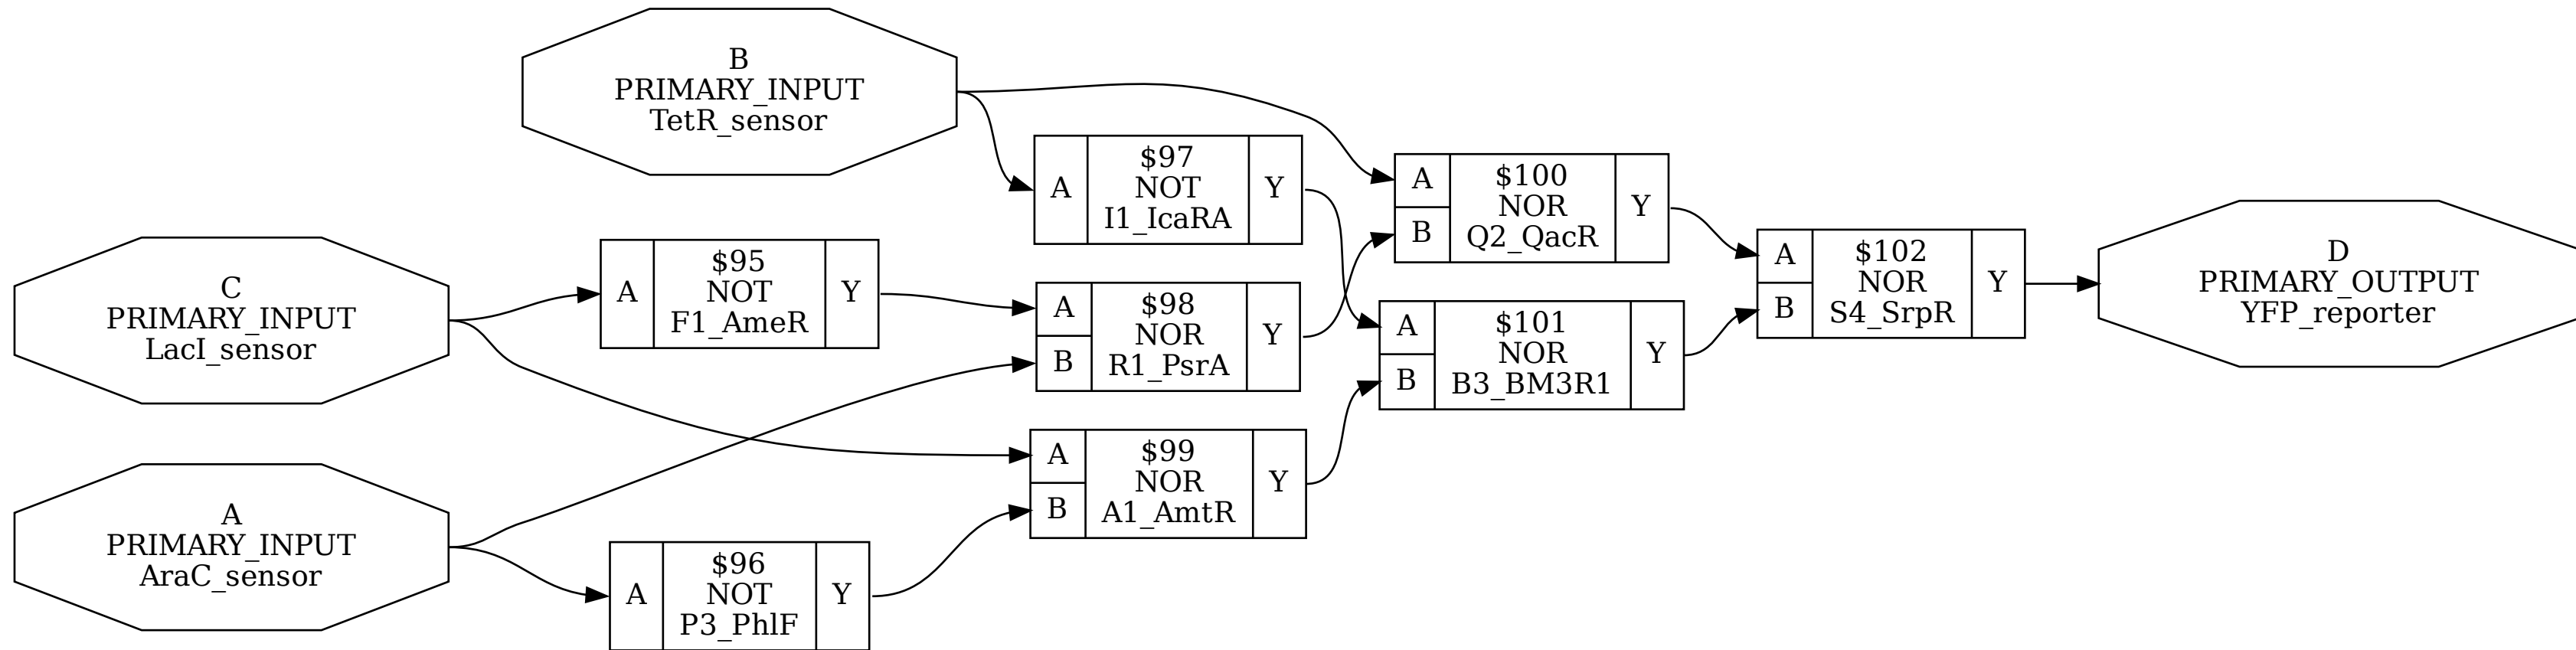 B
PRIMARY_INPUT
TetR_sensor
C
PRIMARY_INPUT
LacI_sensor
A
PRIMARY_INPUT
AraC_sensor
A
$95
NOT
F1_AmeR
Y
A
$96
NOT
P3_PhlF
Y
A
$97
NOT
I1_IcaRA
Y
A
B
$98
NOR
R1_PsrA
Y
A
B
$99
NOR
A1_AmtR
Y
A
B
$100
NOR
Q2_QacR
Y
A
B
$101
NOR
B3_BM3R1
Y
A
B
$102
NOR
S4_SrpR
Y
D
PRIMARY_OUTPUT
YFP_reporter